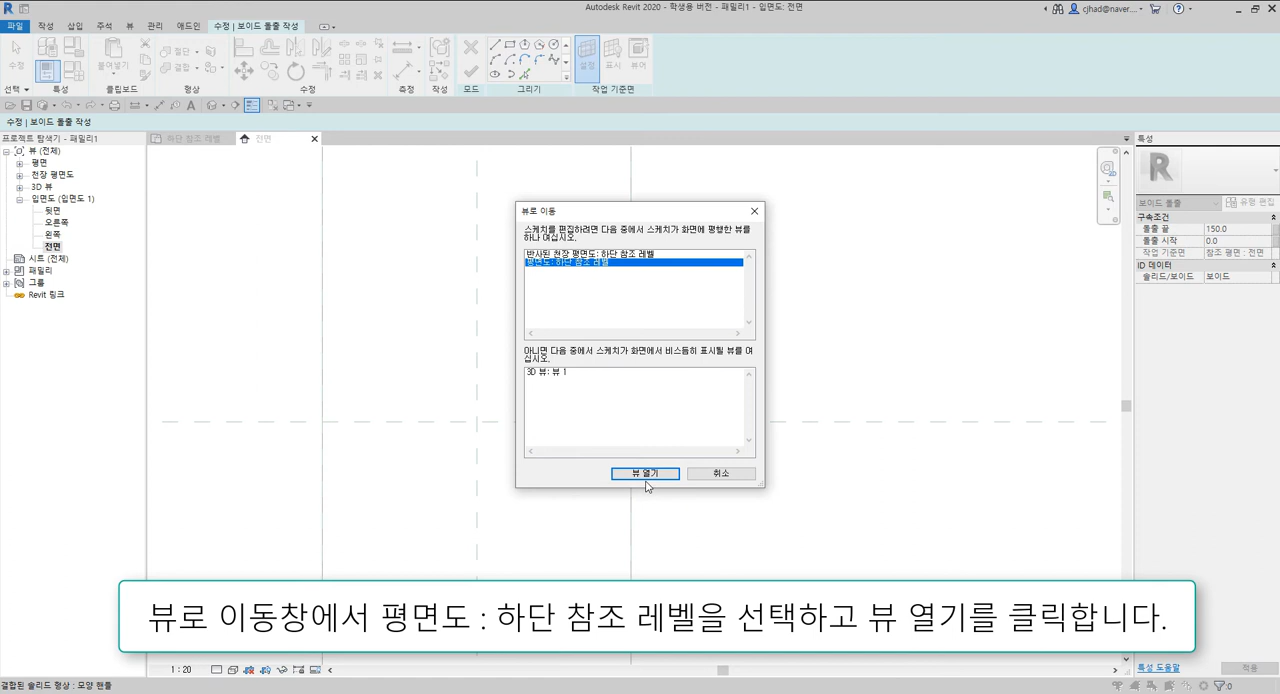 Autodesk Revit 2020 - 학생용 버전 - 패밀리1 - 입면도: 전면
cjhad@naver....
파일 작성 삽입 주석 뷰 관리 애드인 수정 | 보이드 돌출 작성
수정 붙여넣기 절단 결합 설정 표시 뷰어
선택 특성 클립보드 형상 수정 측정 작성 모드 그리기 작업 기준면
수정 | 보이드 돌출 작성
프로젝트 탐색기 - 패밀리1
뷰 (전체)
평면
천장 평면도
3D 뷰
입면도 (입면도 1)
뒷면
오른쪽
왼쪽
전면
시트 (전체)
패밀리
그룹
Revit 링크
하단 참조 레벨
전면
뷰로 이동
스케치를 편집하려면 다음 중에서 스케치가 화면에 평행한 뷰를
하나 여십시오.
반사된 천장 평면도: 하단 참조 레벨
평면도: 하단 참조 레벨
아니면 다음 중에서 스케치가 화면에서 비스듬히 표시될 뷰를 여
십시오.
3D 뷰: 뷰 1
뷰 열기 취소
특성
보이드 돌출 유형 편집
구속조건
돌출 끝 150.0
돌출 시작 0.0
작업 기준면 참조 평면 : 전면
ID 데이터
솔리드/보이드 보이드
뷰로 이동창에서 평면도 : 하단 참조 레벨을 선택하고 뷰 열기를 클릭합니다.
1 : 20
특성 도움말 적용
결합된 솔리드 형상 : 모양 핸들
:0